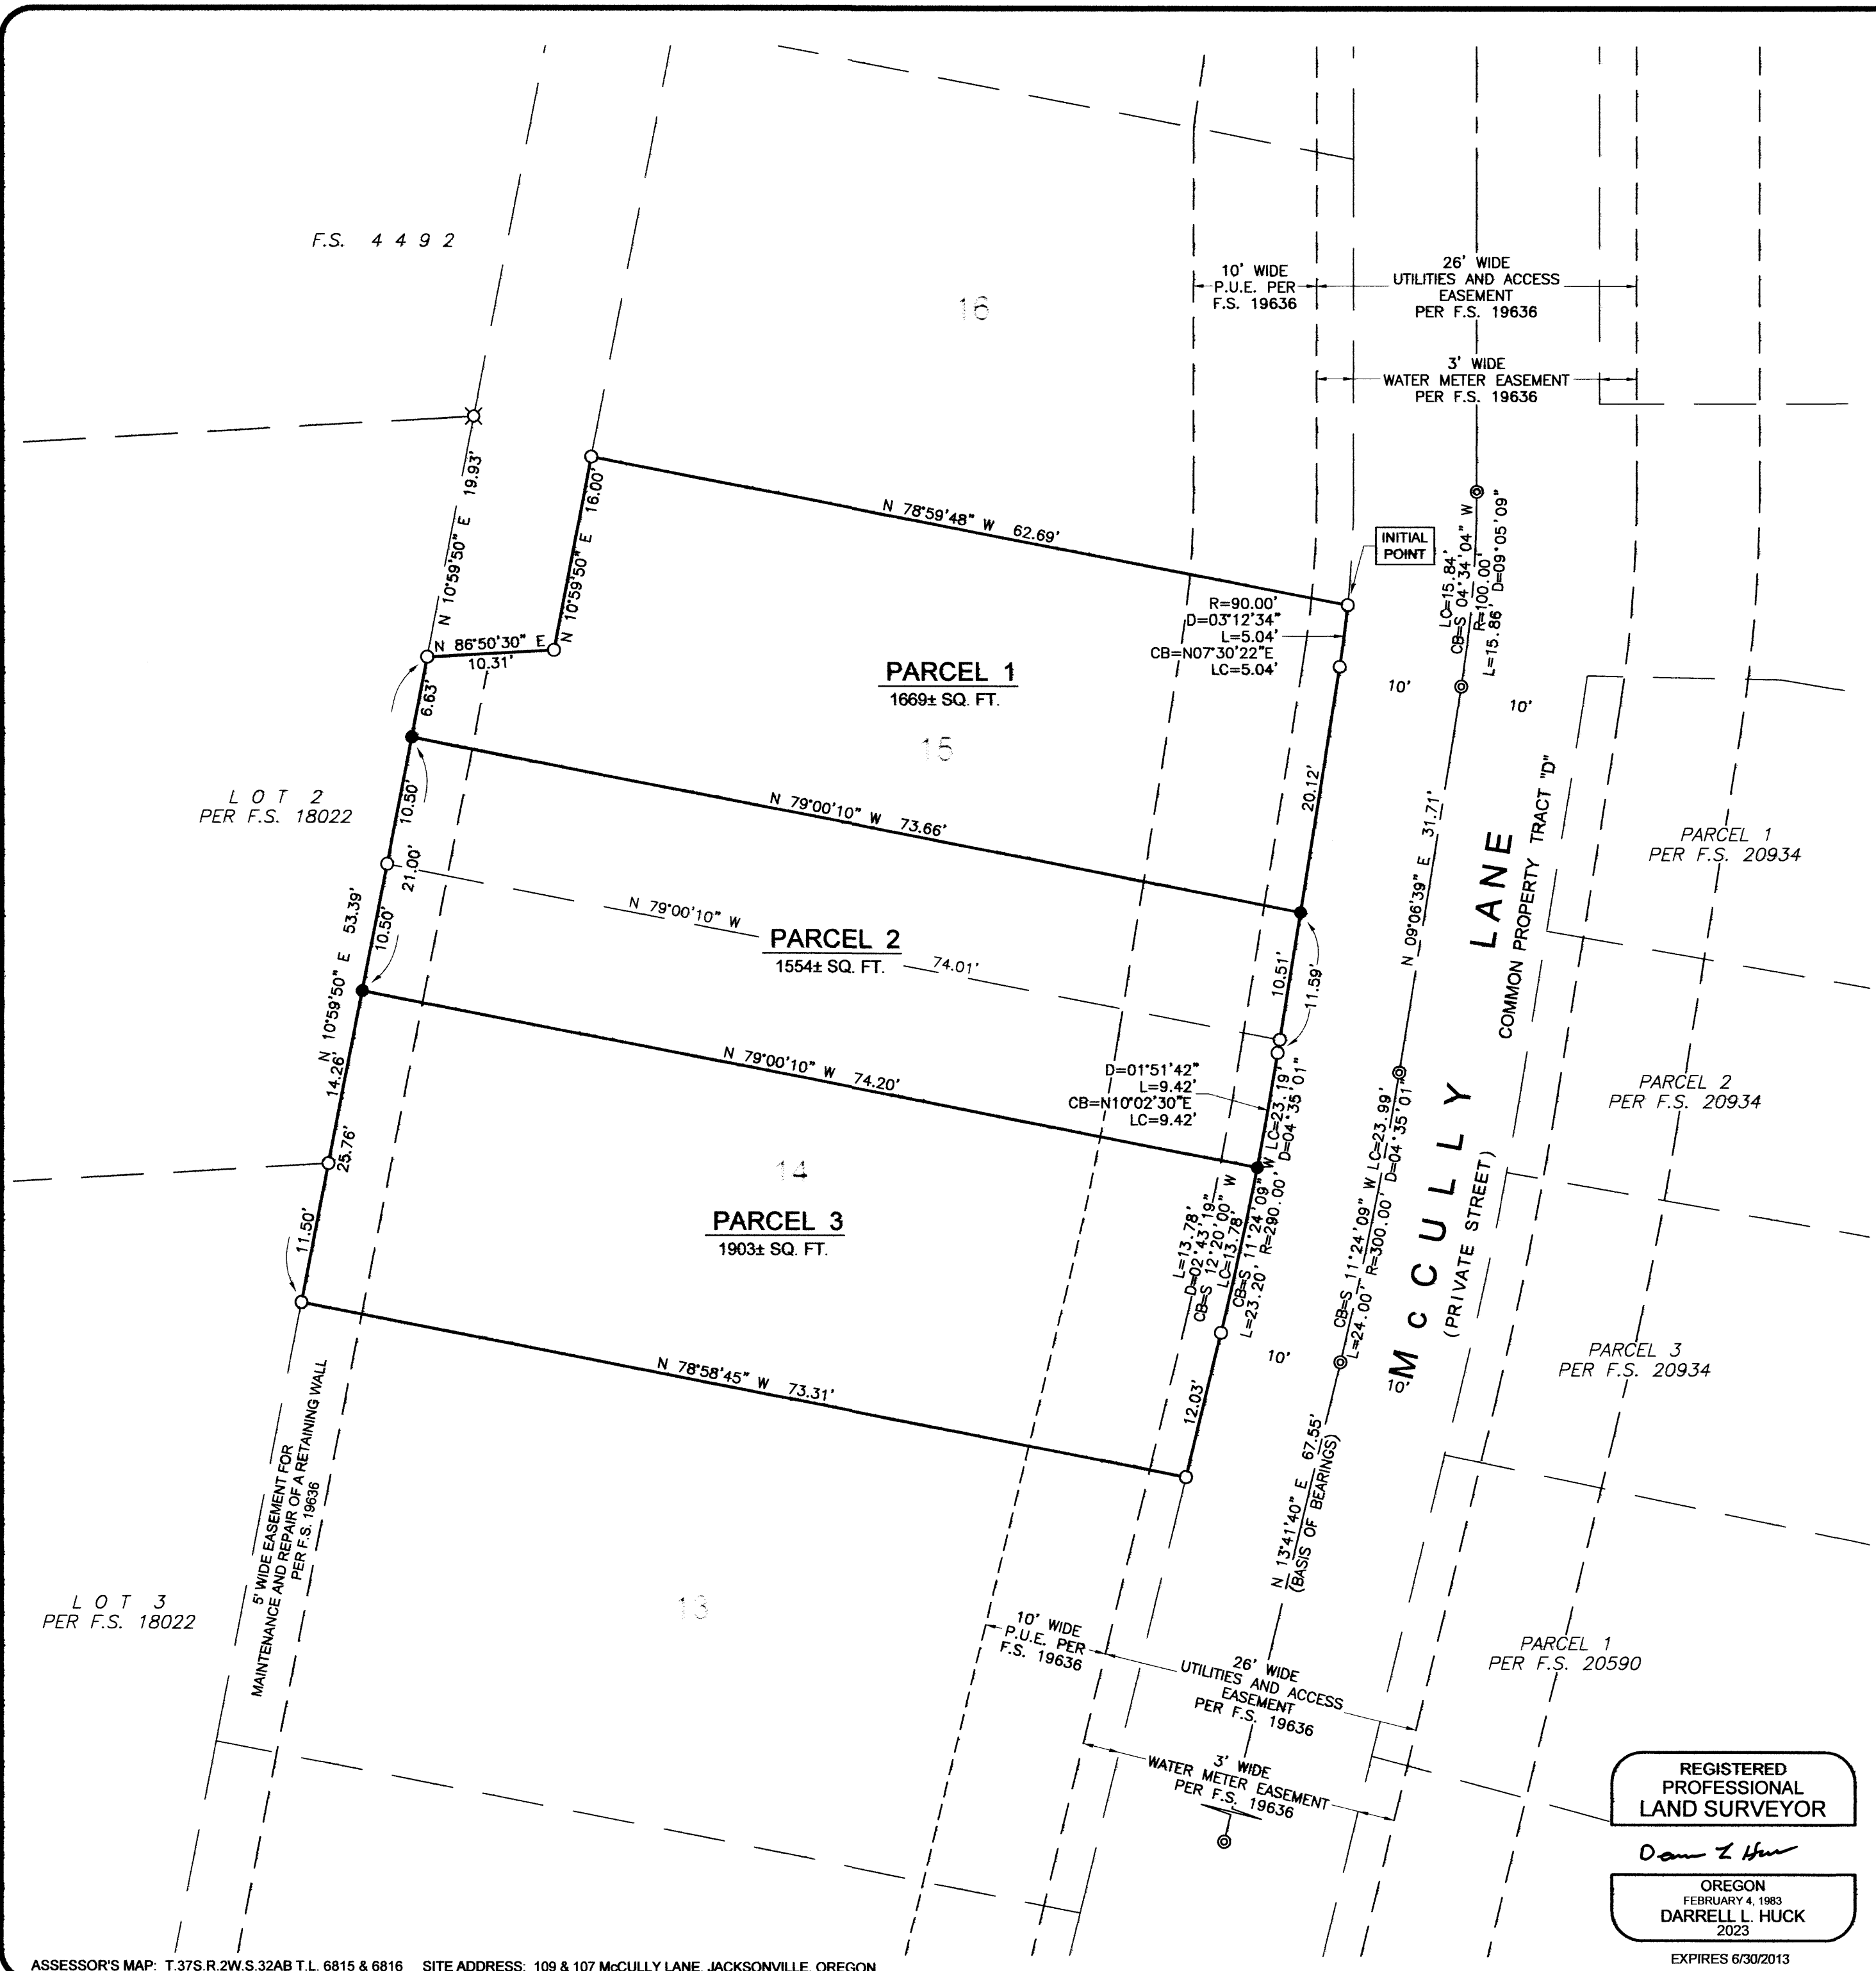 F.S. 4 4 9 2
16
10' WIDE
P.U.E. PER
F.S. 19636
26' WIDE
UTILITIES AND ACCESS
EASEMENT
PER F.S. 19636
3' WIDE
WATER METER EASEMENT
PER F.S. 19636
N 10°59'50" E 19.93'
N 10°59'50" E 16.00'
N 78°59'48" W 62.69'
INITIAL
POINT
LC=15.84'
CB=S 04°34'04" W
R=100.00'
L=15.86' D=09°05'09"
N 86°50'30" E
10.31'
R=90.00'
D=03°12'34"
L=5.04'
CB=N07°30'22"E
LC=5.04'
PARCEL 1
1669± SQ. FT.
15
6.63'
10'
10'
LOT 2
PER F.S. 18022
10.50'
21.00'
10.50'
N 10°59'50" E 53.39'
N 79°00'10" W 73.66'
20.12'
N 09°06'39" E 31.71'
McCULLY LANE
COMMON PROPERTY TRACT "D"
(PRIVATE STREET)
PARCEL 1
PER F.S. 20934
N 79°00'10" W
74.01'
PARCEL 2
1554± SQ. FT.
10.51'
11.59'
D=01°51'42"
L=9.42'
CB=N10°02'30"E
LC=9.42'
PARCEL 2
PER F.S. 20934
14.26'
25.76'
11.50'
N 79°00'10" W 74.20'
14
PARCEL 3
1903± SQ. FT.
L=13.78'
D=02°43'19"
CB=S 12°20'00" W
LC=13.78'
CB=S 11°24'09" W LC=23.19'
L=23.20' R=290.00' D=04°35'01"
CB=S 11°24'09" W LC=23.99'
L=24.00' R=300.00' D=04°35'01"
10'
10'
PARCEL 3
PER F.S. 20934
N 78°58'45" W 73.31'
12.03'
N 13°41'40" E 67.55'
(BASIS OF BEARINGS)
5' WIDE EASEMENT FOR
MAINTENANCE AND REPAIR OF A RETAINING WALL
PER F.S. 19636
LOT 3
PER F.S. 18022
13
10' WIDE
P.U.E. PER
F.S. 19636
26' WIDE
UTILITIES AND ACCESS
EASEMENT
PER F.S. 19636
3' WIDE
WATER METER EASEMENT
PER F.S. 19636
PARCEL 1
PER F.S. 20590
REGISTERED
PROFESSIONAL
LAND SURVEYOR
OREGON
FEBRUARY 4, 1983
DARRELL L. HUCK
2023
EXPIRES 6/30/2013
ASSESSOR'S MAP: T.37S.R.2W.S.32AB T.L. 6815 & 6816 SITE ADDRESS: 109 & 107 McCULLY LANE, JACKSONVILLE, OREGON